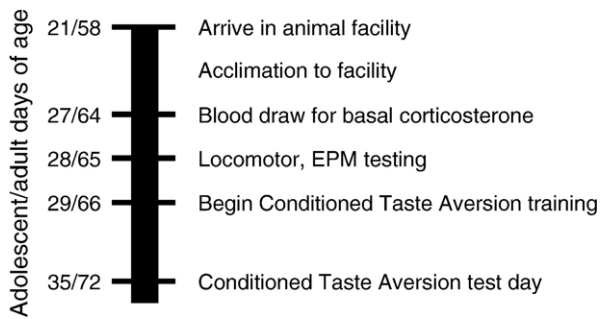 Adolescent/adult days of age
21/58 Arrive in animal facility
Acclimation to facility
27/64 Blood draw for basal corticosterone
28/65 Locomotor, EPM testing
29/66 Begin Conditioned Taste Aversion training
35/72 Conditioned Taste Aversion test day